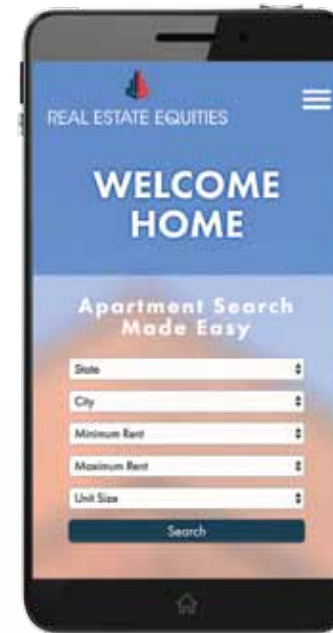 REAL ESTATE EQUITIES
WELCOME
HOME
Apartment Search
Made Easy
State
City
Minimum Rent
Maximum Rent
Unit Size
Search